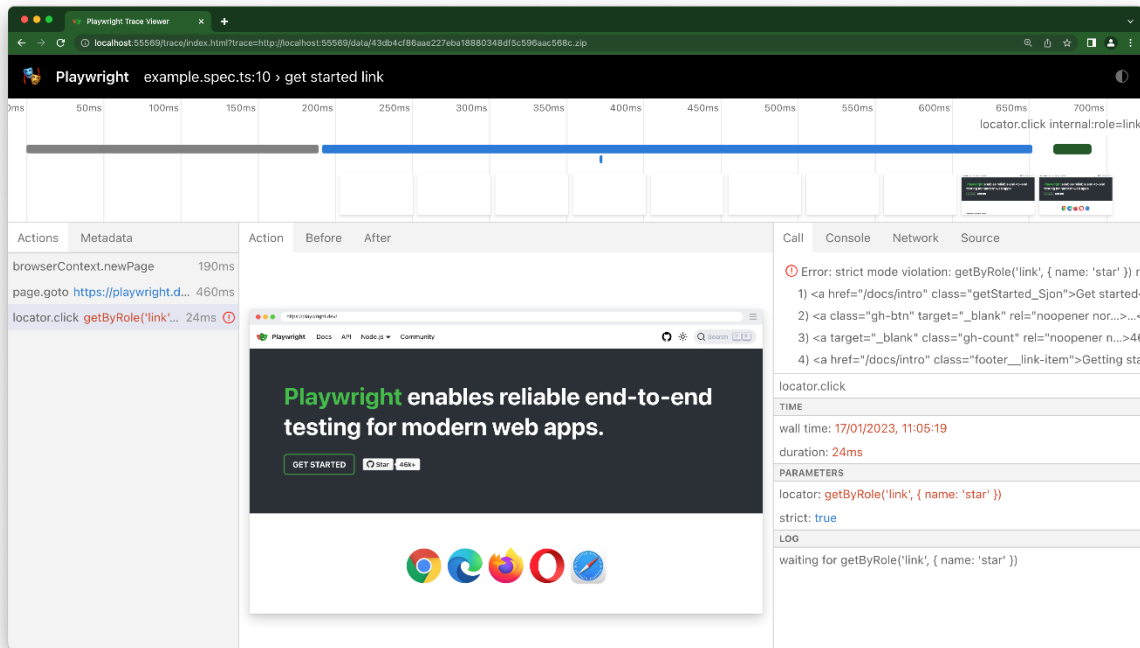 Playwright Trace Viewer
localhost:55569/trace/index.html?trace=http://localhost:55569/data/43db4cf86aae227eba18880348df5c596aac568c.zip
Playwright example.spec.ts:10 › get started link
0ms 50ms 100ms 150ms 200ms 250ms 300ms 350ms 400ms 450ms 500ms 550ms 600ms 650ms 700ms
locator.click internal:role=link
Actions Metadata
browserContext.newPage 190ms
page.goto https://playwright.d... 460ms
locator.click getByRole('link'... 24ms
Action Before After
https://playwright.dev/
Playwright Docs API Node.js Community Search
Playwright enables reliable end-to-end
testing for modern web apps.
GET STARTED Star 46k+
Call Console Network Source
Error: strict mode violation: getByRole('link', { name: 'star' }) r
1) <a href="/docs/intro" class="getStarted_Sjon">Get started
2) <a class="gh-btn" target="_blank" rel="noopener nor...>...<
3) <a target="_blank" class="gh-count" rel="noopener n...>46
4) <a href="/docs/intro" class="footer__link-item">Getting sta
locator.click
TIME
wall time: 17/01/2023, 11:05:19
duration: 24ms
PARAMETERS
locator: getByRole('link', { name: 'star' })
strict: true
LOG
waiting for getByRole('link', { name: 'star' })